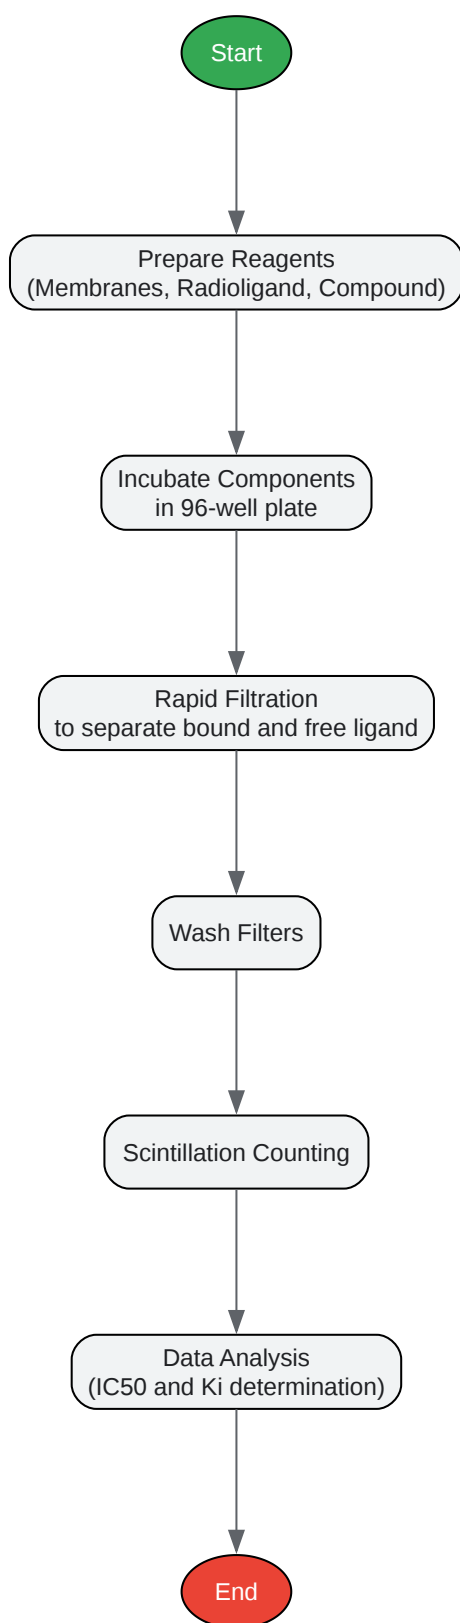 Start
Prepare Reagents
(Membranes, Radioligand, Compound)
Incubate Components
in 96-well plate
Rapid Filtration
to separate bound and free ligand
Wash Filters
Scintillation Counting
Data Analysis
(IC50 and Ki determination)
End